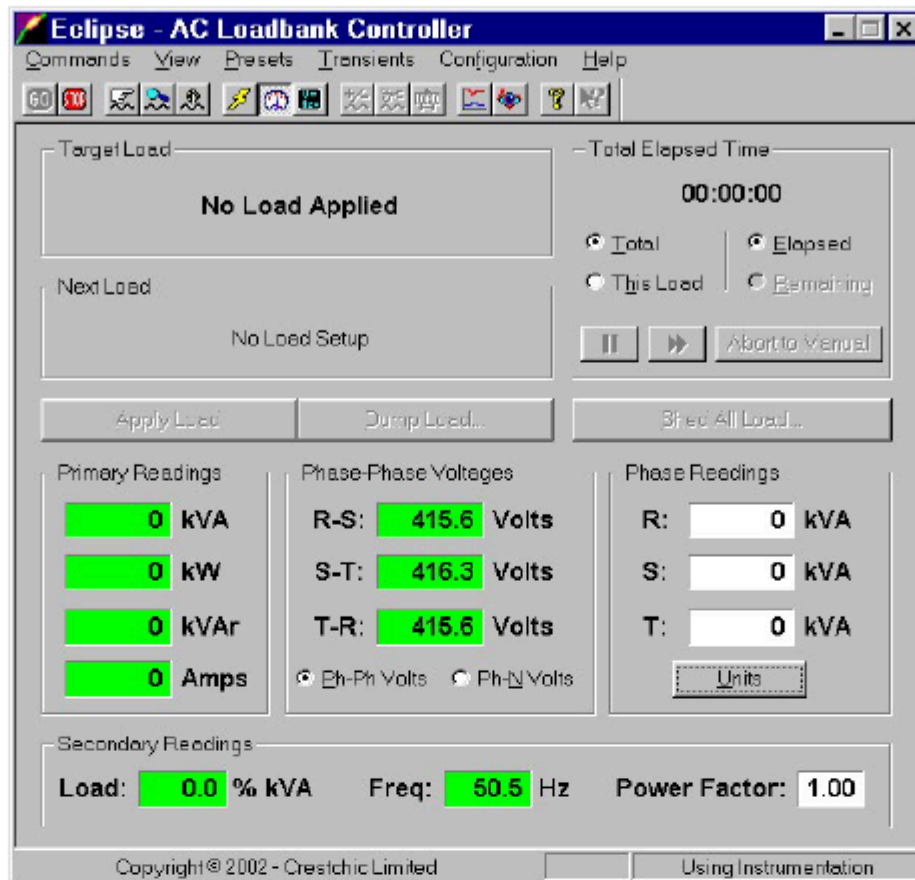 Eclipse - AC Loadbank Controller
Commands View Presets Transients Configuration Help
GO STOP
Target Load
No Load Applied
Total Elapsed Time
00:00:00
Total
Elapsed
This Load
Remaining
Next Load
No Load Setup
Abort to Manual
Apply Load
Dump Load...
Shed All Load...
Primary Readings
0 kVA
0 kW
0 kVAr
0 Amps
Phase-Phase Voltages
R-S: 415.6 Volts
S-T: 416.3 Volts
T-R: 415.6 Volts
Ph-Ph Volts
Ph-N Volts
Phase Readings
R: 0 kVA
S: 0 kVA
T: 0 kVA
Units
Secondary Readings
Load: 0.0 % kVA Freq: 50.5 Hz Power Factor: 1.00
Copyright © 2002 - Crestchic Limited
Using Instrumentation